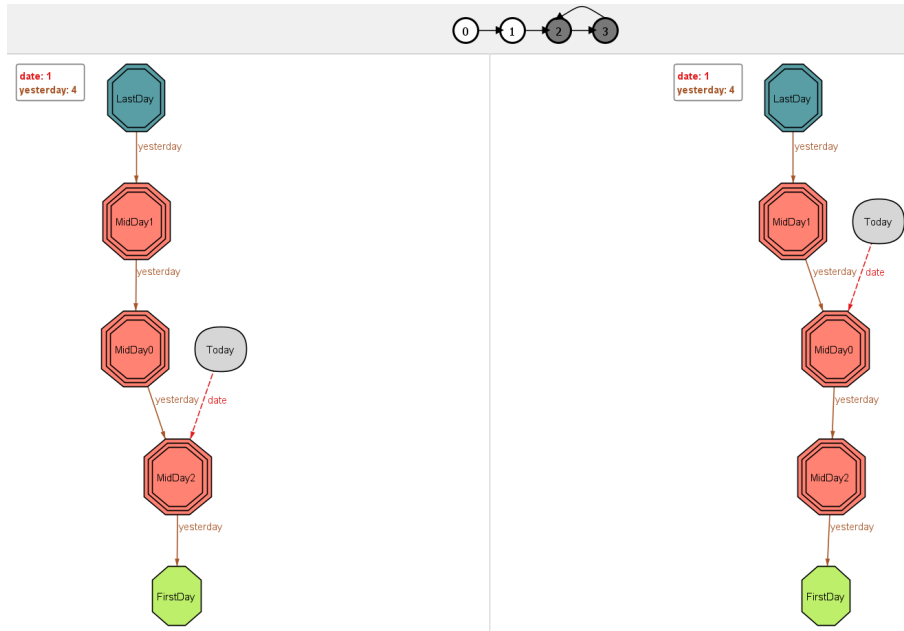 0 1 2 3
date: 1
yesterday: 4
LastDay
yesterday
MidDay1
yesterday
MidDay0
Today
yesterday
date
MidDay2
yesterday
FirstDay
date: 1
yesterday: 4
LastDay
yesterday
MidDay1
Today
yesterday
date
MidDay0
yesterday
MidDay2
yesterday
FirstDay